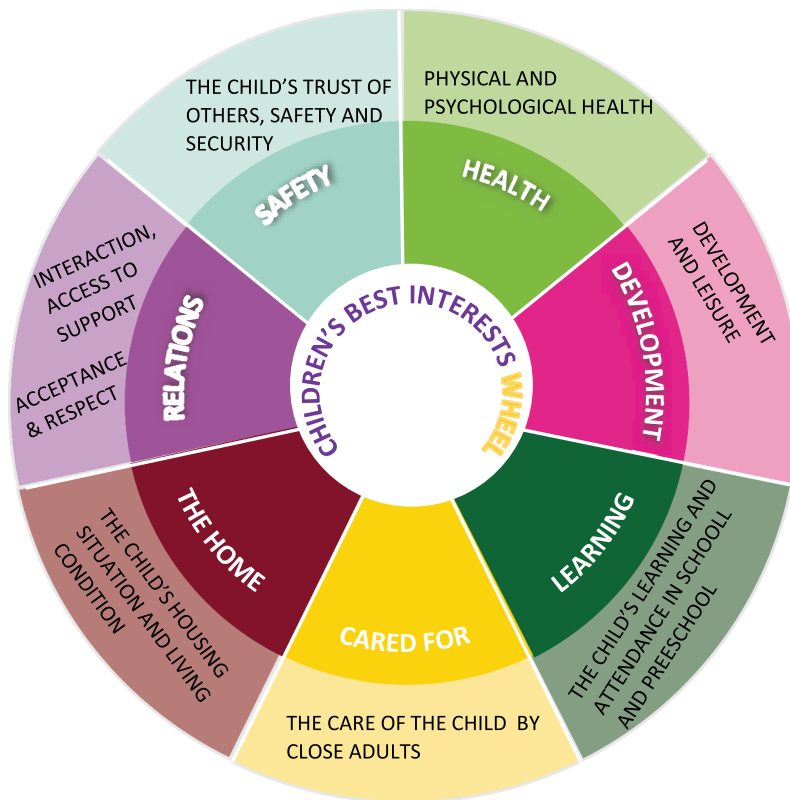 CHILDREN'S BEST INTERESTS WHEEL
HEALTH
PHYSICAL AND
PSYCHOLOGICAL HEALTH
DEVELOPMENT
DEVELOPMENT
AND LEISURE
LEARNING
THE CHILD'S LEARNING AND
ATTENDANCE IN SCHOOLL
AND PREESCHOOL
CARED FOR
THE CARE OF THE CHILD BY
CLOSE ADULTS
THE HOME
THE CHILD'S HOUSING
SITUATION AND LIVING
CONDITION
RELATIONS
INTERACTION,
ACCESS TO
SUPPORT
ACCEPTANCE
& RESPECT
SAFETY
THE CHILD'S TRUST OF
OTHERS, SAFETY AND
SECURITY